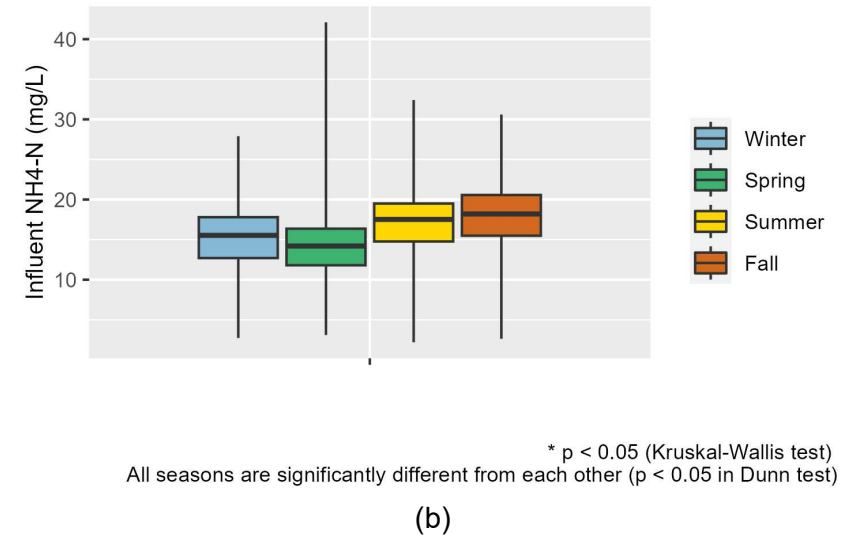 Influent NH4-N (mg/L)
40
30
20
10
Winter
Spring
Summer
Fall
* p < 0.05 (Kruskal-Wallis test)
All seasons are significantly different from each other (p < 0.05 in Dunn test)
(b)